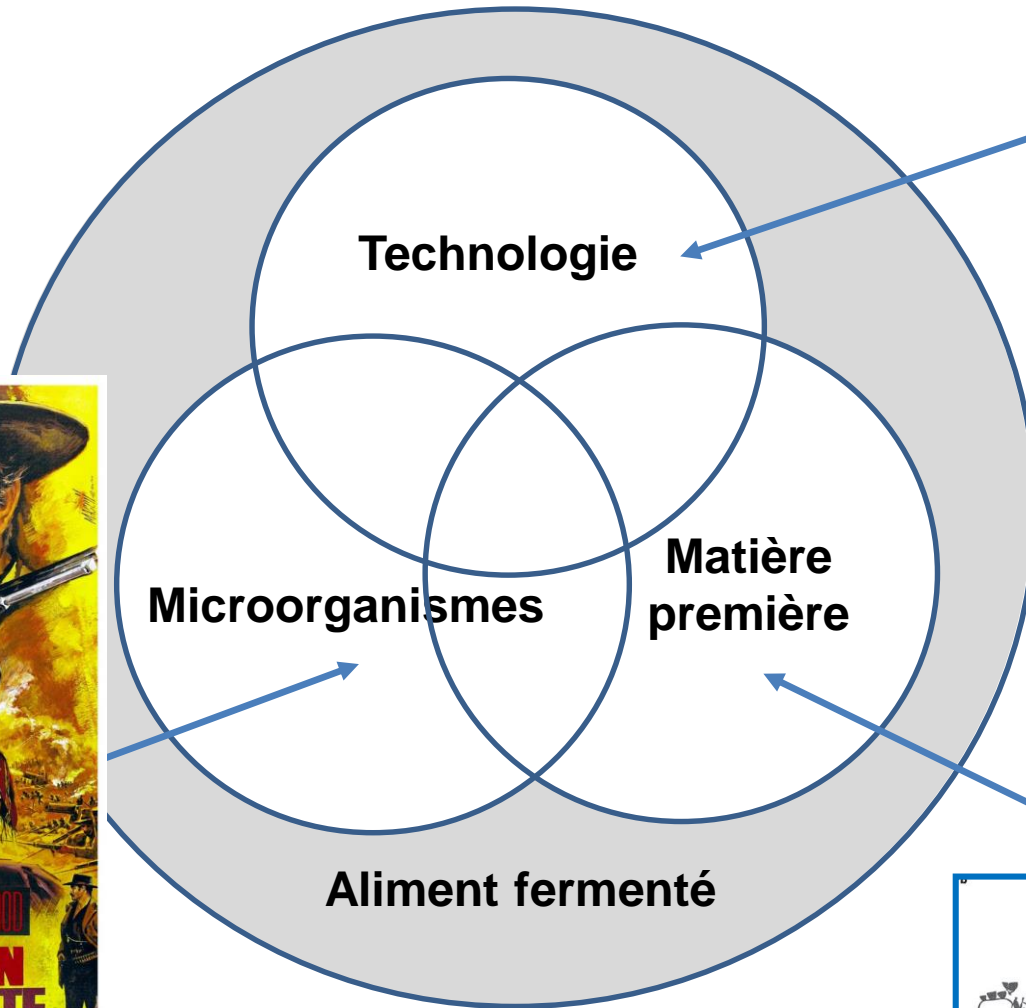 Technologie
Microorganismes
Matière
première
Aliment fermenté